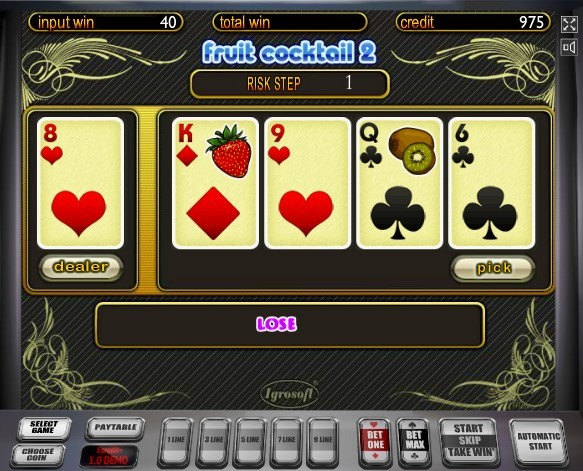 input win 40 total win credit 975
fruit cocktail 2
RISK STEP 1
8 K 9 Q 6
dealer pick
LOSE
Igrosoft®
SELECT GAME
CHOOSE COIN
PAYTABLE
1.0 DEMO
1 LINE 3 LINE 5 LINE 7 LINE 9 LINE
BET ONE
BET MAX
START
SKIP
TAKE WIN
AUTOMATIC START